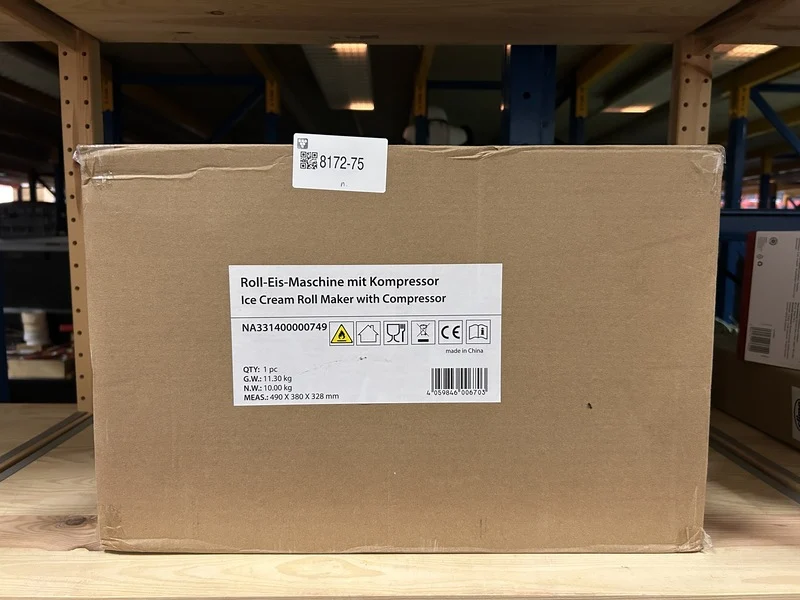 8172-75
Roll-Eis-Maschine mit Kompressor
Ice Cream Roll Maker with Compressor
NA331400000749
CE
made in China
QTY: 1 pc
G.W.: 11.30 kg
N.W.: 10.00 kg
MEAS.: 490 X 380 X 328 mm
4 059846 006703